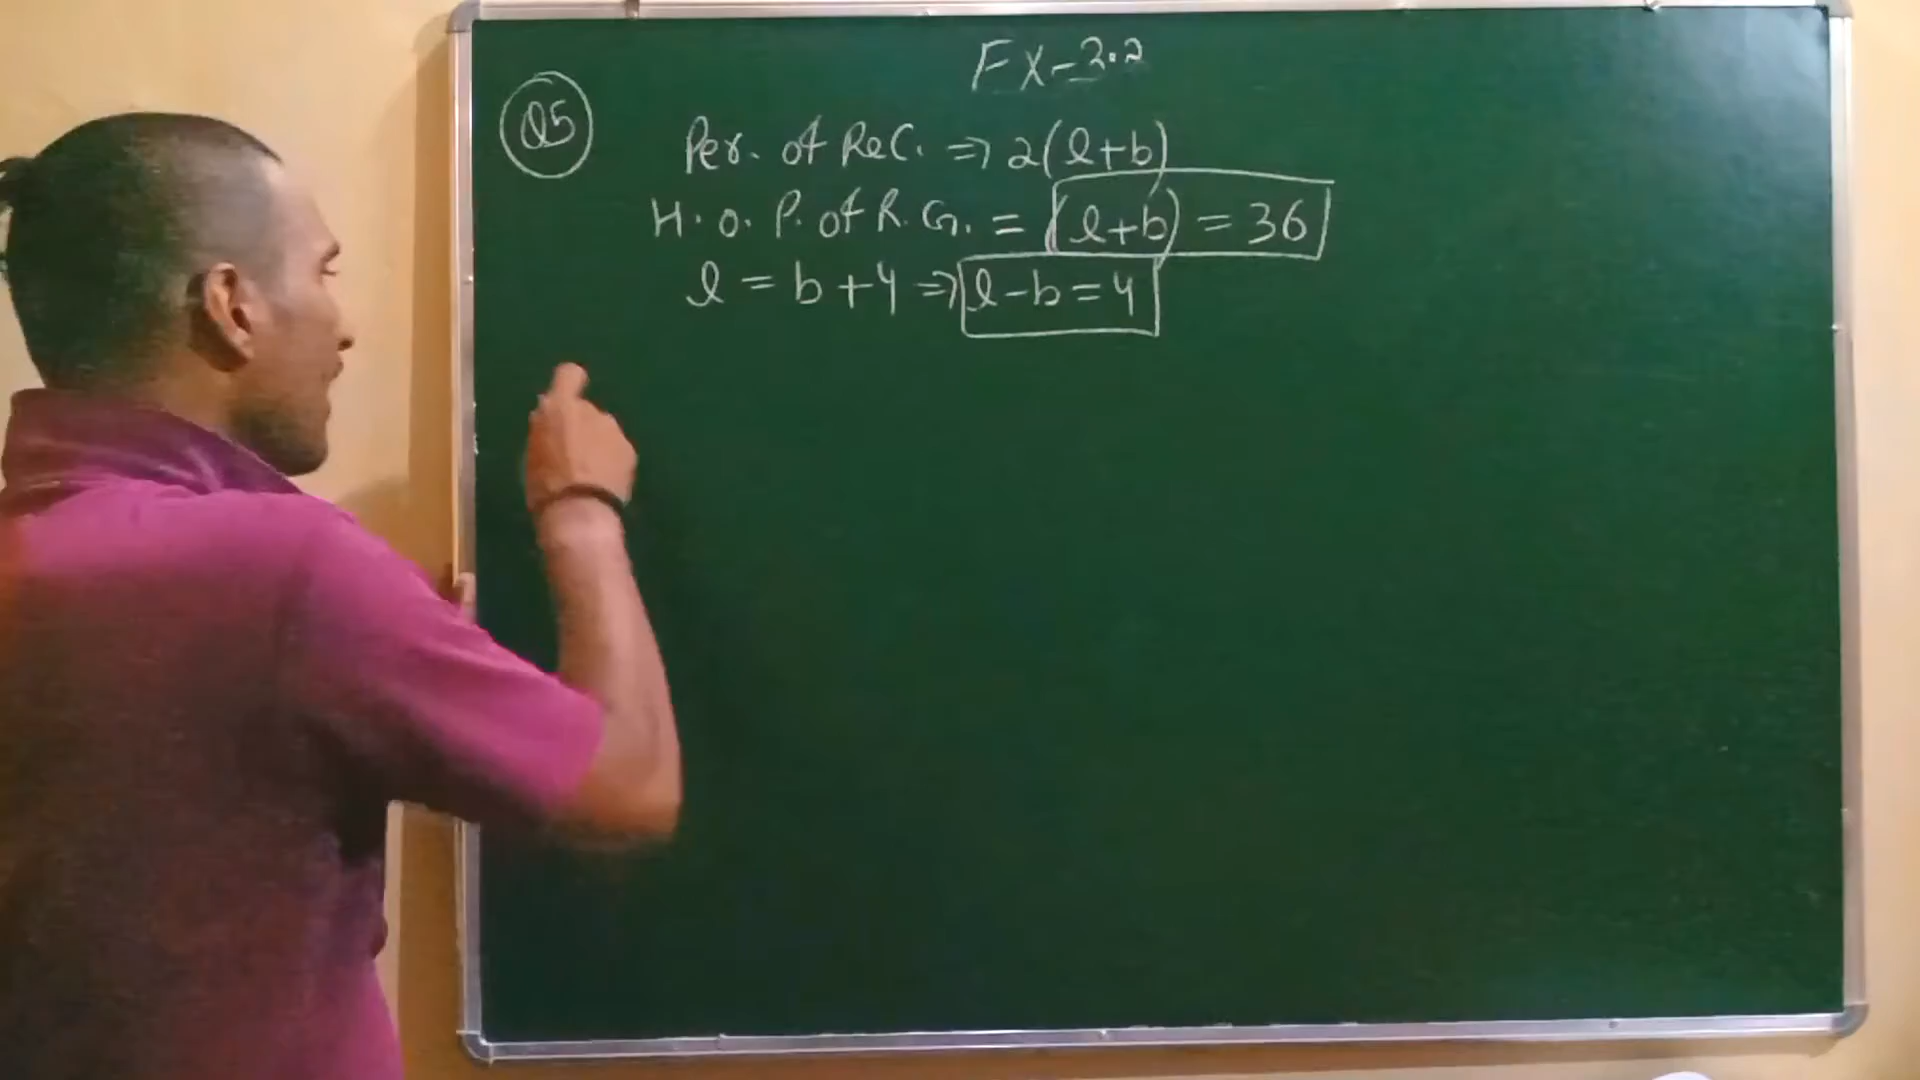 EX-3.2
Q5
Per. of Rec. ⇒ 2(l+b)
H. o. P. of R. G. = (l+b) = 36
l = b+4 ⇒ l-b=4